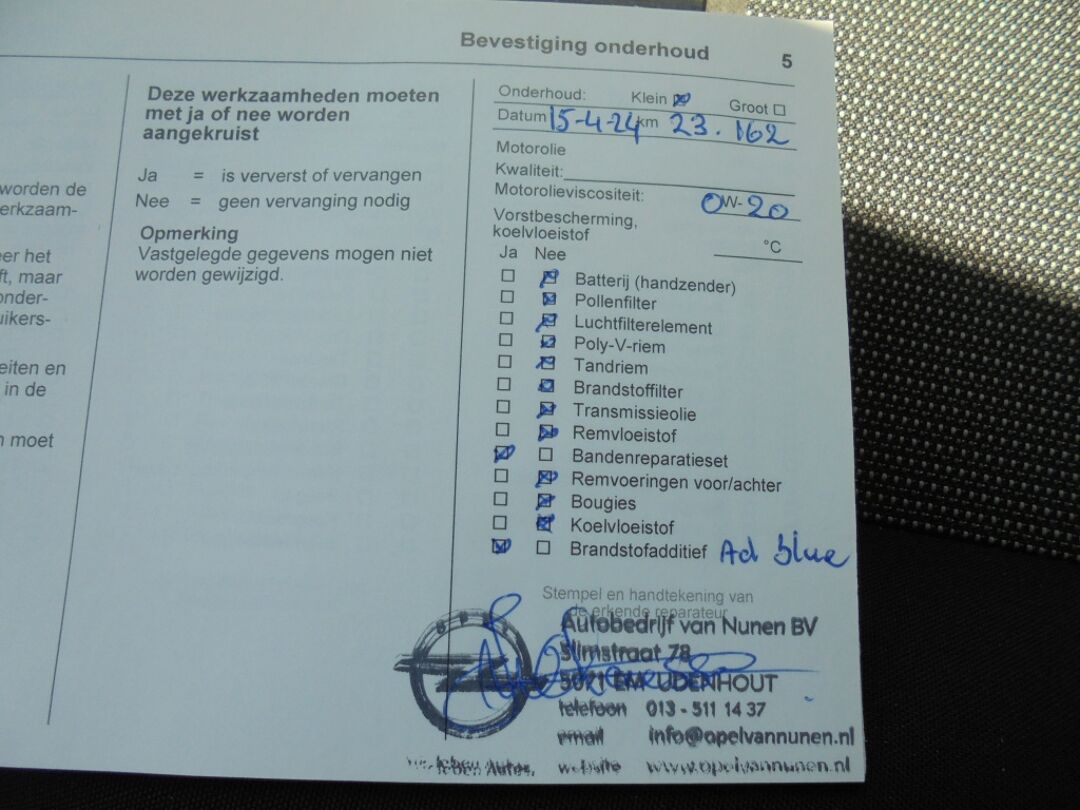 Bevestiging onderhoud 5
worden de
erkzaam-
er het
ft, maar
onder-
uikers-
eiten en
in de
n moet
Deze werkzaamheden moeten
met ja of nee worden
aangekruist
Ja = is ververst of vervangen
Nee = geen vervanging nodig
Opmerking
Vastgelegde gegevens mogen niet
worden gewijzigd.
Onderhoud: Klein Groot
Datum 15-4-24 km 23.162
Motorolie
Kwaliteit:
Motorolieviscositeit: 0W-20
Vorstbescherming,
koelvloeistof °C
Ja Nee
Batterij (handzender)
Pollenfilter
Luchtfilterelement
Poly-V-riem
Tandriem
Brandstoffilter
Transmissieolie
Remvloeistof
Bandenreparatieset
Remvoeringen voor/achter
Bougies
Koelvloeistof
Brandstofadditief Ad blue
Stempel en handtekening van
de erkende reparateur
OPEL
Autobedrijf van Nunen BV
Slimstraat 78
5071 EM UDENHOUT
telefoon 013 - 511 14 37
email info@opelvannunen.nl
leben Autos. website www.opelvannunen.nl